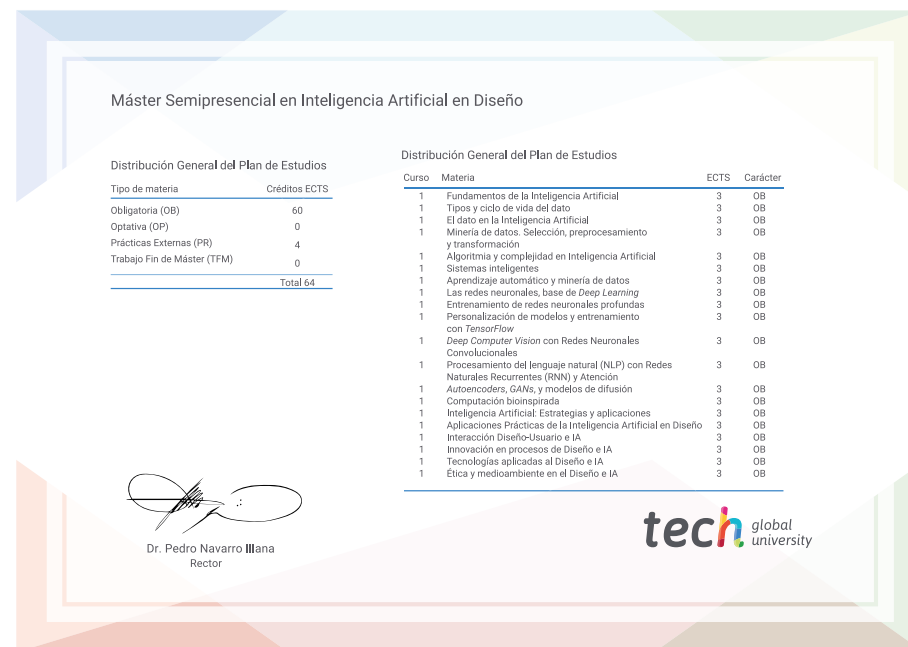 Máster Semipresencial en Inteligencia Artificial en Diseño
Distribución General del Plan de Estudios
Tipo de materia Créditos ECTS
Obligatoria (OB) 60
Optativa (OP) 0
Prácticas Externas (PR) 4
Trabajo Fin de Máster (TFM) 0
Total 64
Distribución General del Plan de Estudios
Curso Materia ECTS Carácter
1 Fundamentos de la Inteligencia Artificial 3 OB
1 Tipos y ciclo de vida del dato 3 OB
1 El dato en la Inteligencia Artificial 3 OB
1 Minería de datos. Selección, preprocesamiento 3 OB
y transformación
1 Algoritmia y complejidad en Inteligencia Artificial 3 OB
1 Sistemas inteligentes 3 OB
1 Aprendizaje automático y minería de datos 3 OB
1 Las redes neuronales, base de Deep Learning 3 OB
1 Entrenamiento de redes neuronales profundas 3 OB
1 Personalización de modelos y entrenamiento 3 OB
con TensorFlow
1 Deep Computer Vision con Redes Neuronales 3 OB
Convolucionales
1 Procesamiento del lenguaje natural (NLP) con Redes 3 OB
Naturales Recurrentes (RNN) y Atención
1 Autoencoders, GANs, y modelos de difusión 3 OB
1 Computación bioinspirada 3 OB
1 Inteligencia Artificial: Estrategias y aplicaciones 3 OB
1 Aplicaciones Prácticas de la Inteligencia Artificial en Diseño 3 OB
1 Interacción Diseño-Usuario e IA 3 OB
1 Innovación en procesos de Diseño e IA 3 OB
1 Tecnologías aplicadas al Diseño e IA 3 OB
1 Ética y medioambiente en el Diseño e IA 3 OB
Dr. Pedro Navarro Illana
Rector
tech global
university